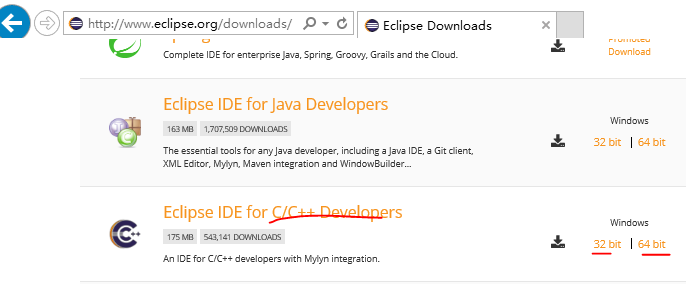 http://www.eclipse.org/downloads/
Eclipse Downloads
Complete IDE for enterprise Java, Spring, Groovy, Grails and the Cloud.
Promoted
Download
Eclipse IDE for Java Developers
163 MB 1,707,509 DOWNLOADS
The essential tools for any Java developer, including a Java IDE, a Git client,
XML Editor, Mylyn, Maven integration and WindowBuilder...
Windows
32 bit | 64 bit
Eclipse IDE for C/C++ Developers
175 MB 543,141 DOWNLOADS
An IDE for C/C++ developers with Mylyn integration.
Windows
32 bit | 64 bit